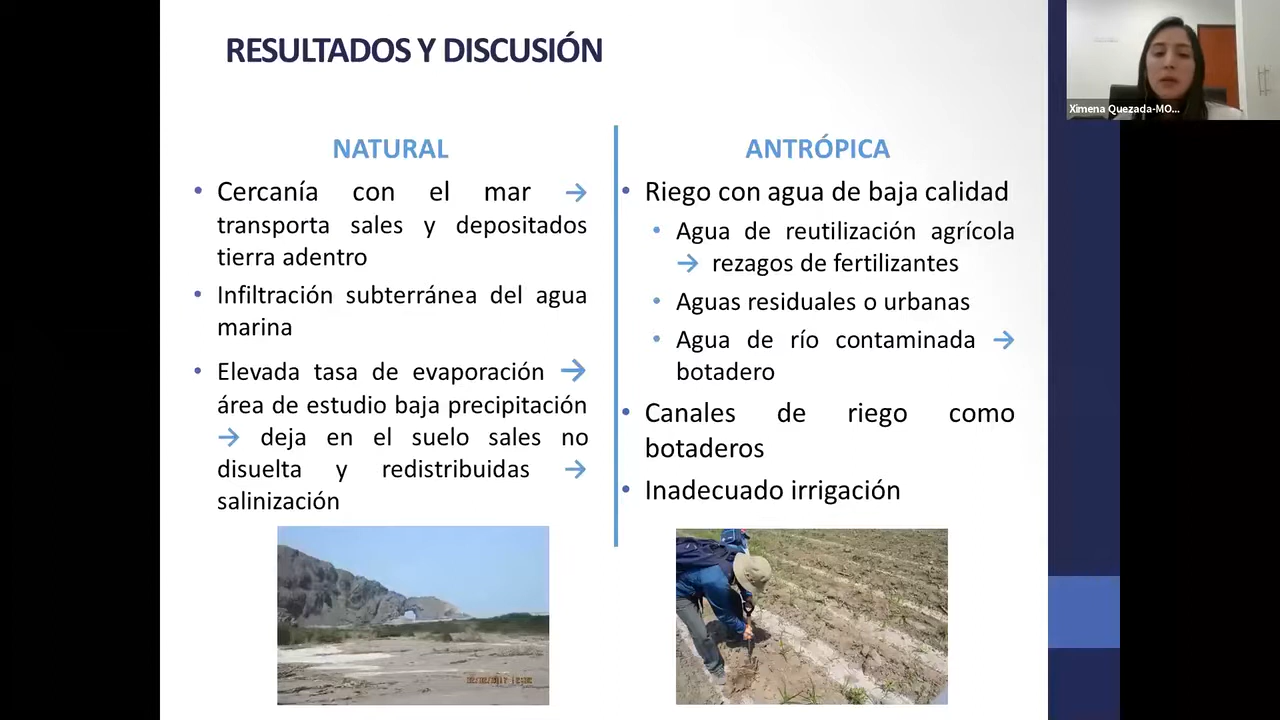 RESULTADOS Y DISCUSIÓN
Ximena Quezada-MO...
NATURAL
• Cercanía con el mar →
transporta sales y depositados
tierra adentro
• Infiltración subterránea del agua
marina
• Elevada tasa de evaporación →
área de estudio baja precipitación
→ deja en el suelo sales no
disuelta y redistribuidas →
salinización
ANTRÓPICA
• Riego con agua de baja calidad
• Agua de reutilización agrícola
→ rezagos de fertilizantes
• Aguas residuales o urbanas
• Agua de río contaminada →
botadero
• Canales de riego como
botaderos
• Inadecuado irrigación